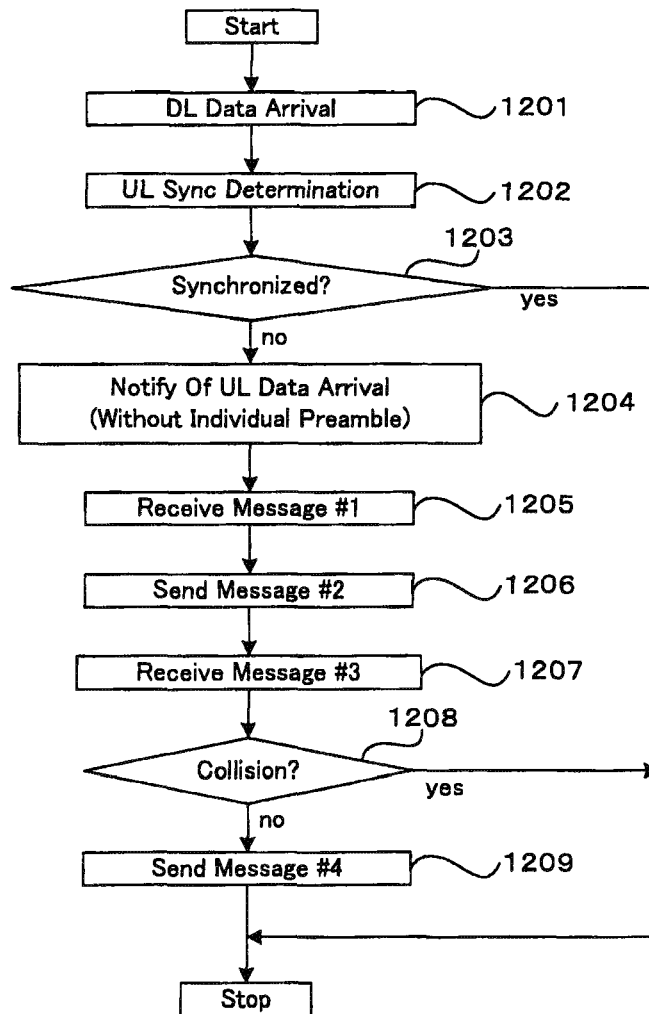 Start
DL Data Arrival
1201
UL Sync Determination
1202
1203
Synchronized?
yes
no
Notify Of UL Data Arrival
(Without Individual Preamble)
1204
Receive Message #1
1205
Send Message #2
1206
Receive Message #3
1207
1208
Collision?
yes
no
Send Message #4
1209
Stop